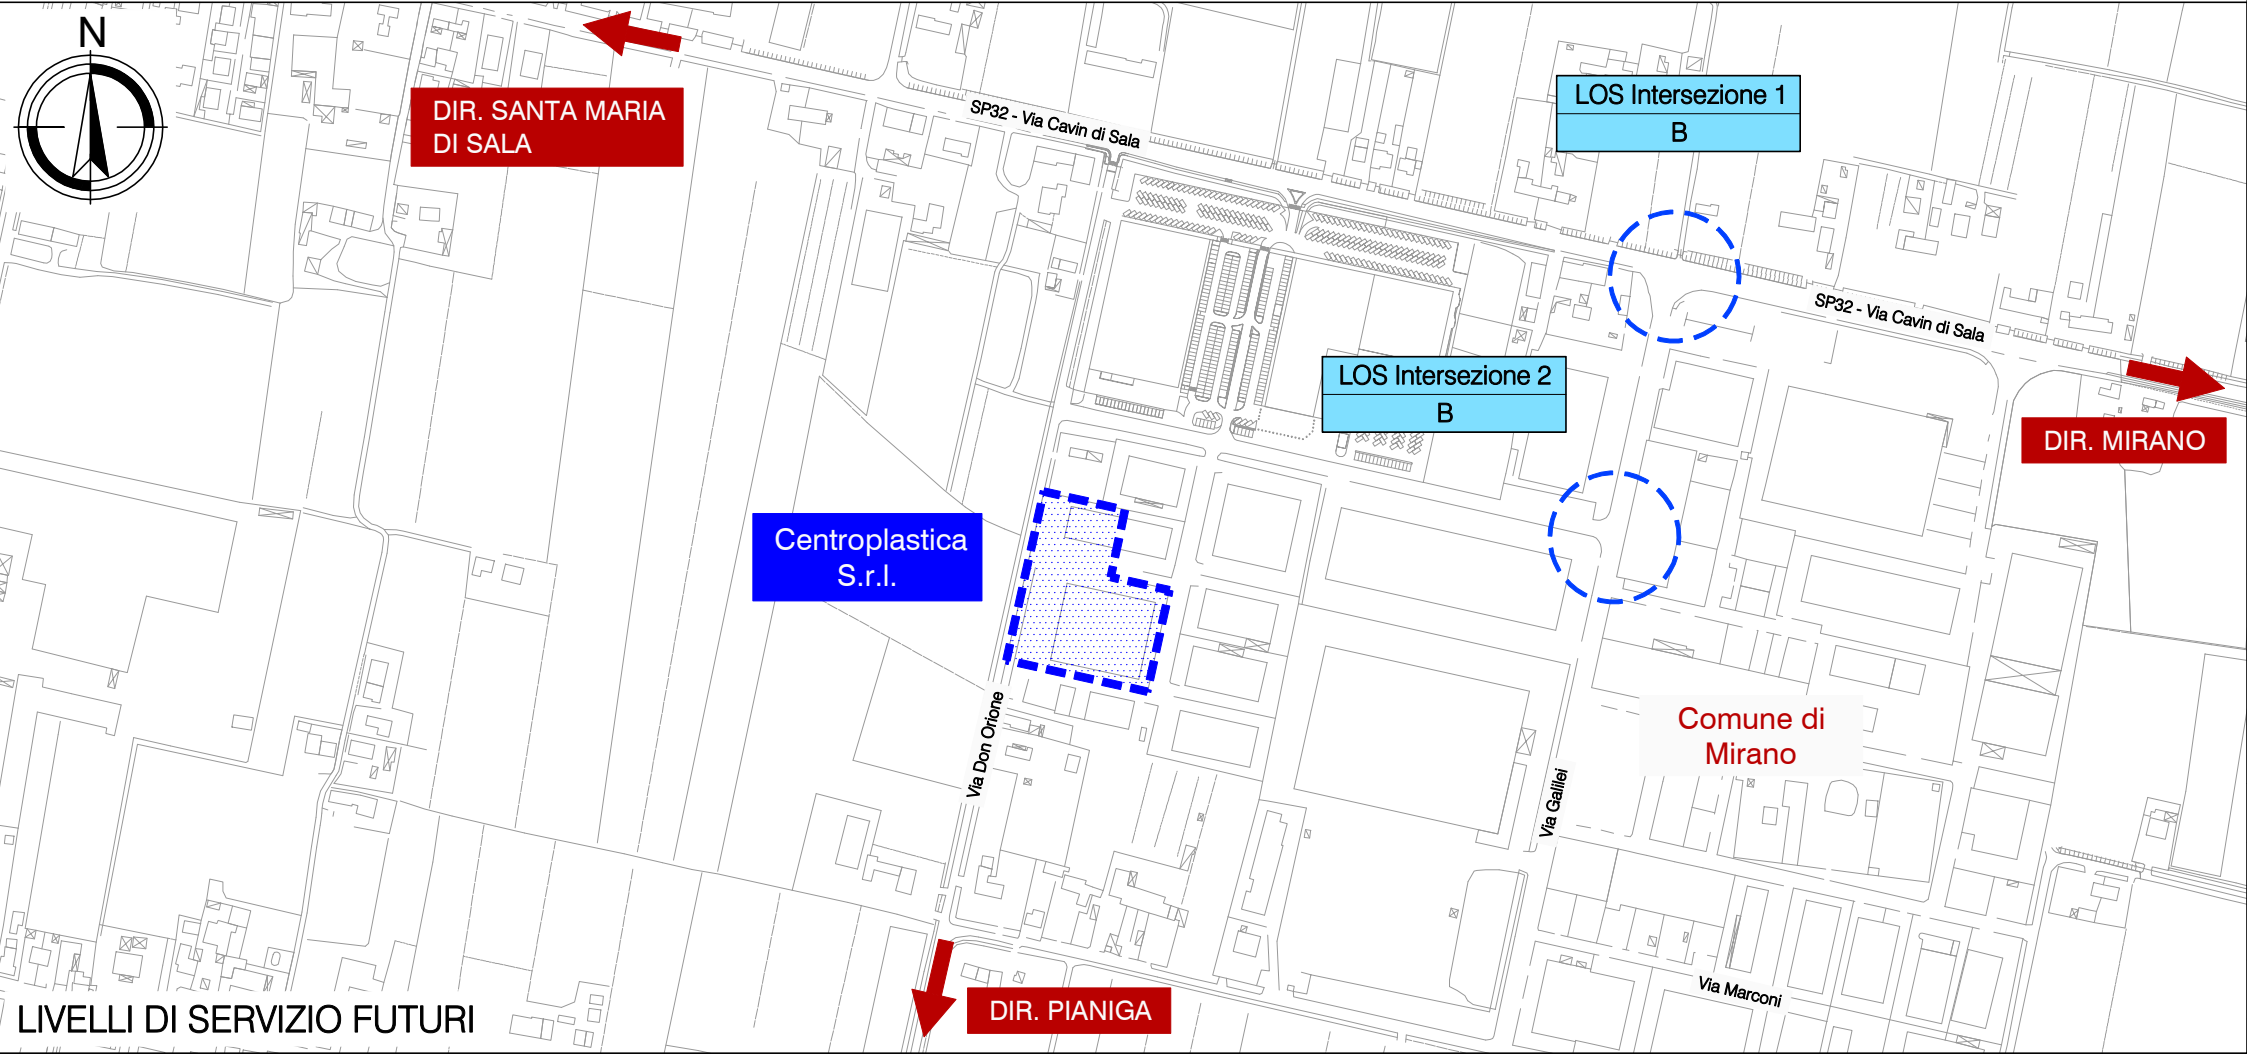 N
DIR. SANTA MARIA
DI SALA
SP32 - Via Cavin di Sala
LOS Intersezione 1
B
SP32 - Via Cavin di Sala
LOS Intersezione 2
B
DIR. MIRANO
Centroplastica
S.r.l.
Via Don Orione
Comune di
Mirano
Via Galilei
Via Marconi
DIR. PIANIGA
LIVELLI DI SERVIZIO FUTURI